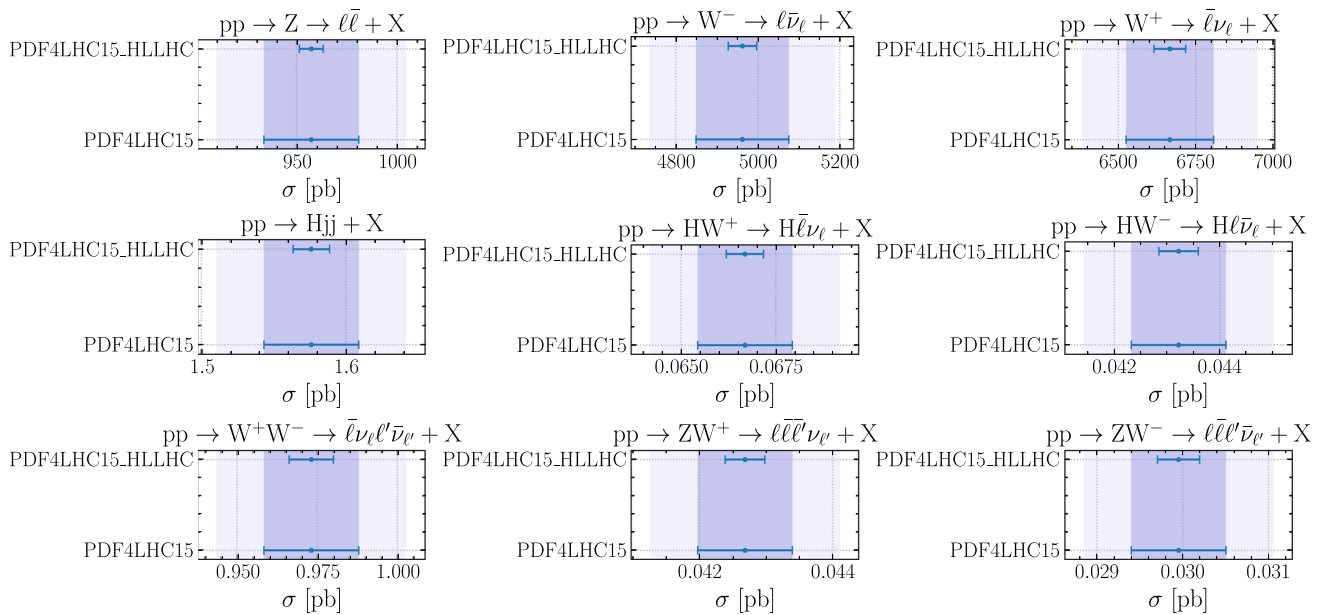 pp → Z → ℓℓ̄ + X
PDF4LHC15_HLLHC
PDF4LHC15
950 1000
σ [pb]
pp → W⁻ → ℓν̄ℓ + X
4800 5000 5200
σ [pb]
pp → W⁺ → ℓ̄νℓ + X
PDF4LHC15_HLLHC
PDF4LHC15
6500 6750 7000
σ [pb]
PDF4LHC15_HLLHC
PDF4LHC15
pp → Hjj + X
PDF4LHC15_HLLHC
PDF4LHC15
1.5 1.6
σ [pb]
pp → HW⁺ → Hℓ̄νℓ + X
PDF4LHC15_HLLHC
PDF4LHC15
0.065 0.0675
σ [pb]
pp → HW⁻ → Hℓν̄ℓ + X
PDF4LHC15_HLLHC
PDF4LHC15
0.042 0.044
σ [pb]
pp → W⁺W⁻ → ℓ̄νℓℓ′ν̄ℓ′ + X
PDF4LHC15_HLLHC
PDF4LHC15
0.950 0.975 1.000
σ [pb]
pp → ZW⁺ → ℓℓ̄ℓ̄′νℓ′ + X
PDF4LHC15_HLLHC
PDF4LHC15
0.042 0.044
σ [pb]
pp → ZW⁻ → ℓℓ̄ℓ′ν̄ℓ′ + X
PDF4LHC15_HLLHC
PDF4LHC15
0.029 0.030 0.031
σ [pb]